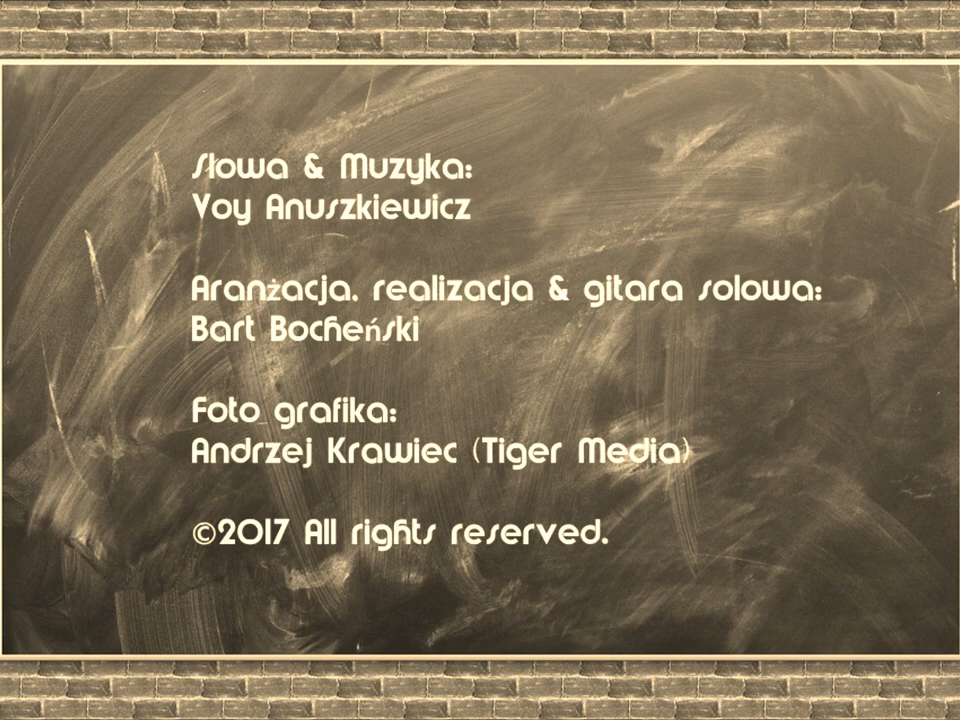 Słowa & Muzyka:
Voy Anuszkiewicz
Aranżacja, realizacja & gitara solowa:
Bart Bocheński
Foto grafika:
Andrzej Krawiec (Tiger Media)
©2017 All rights reserved.